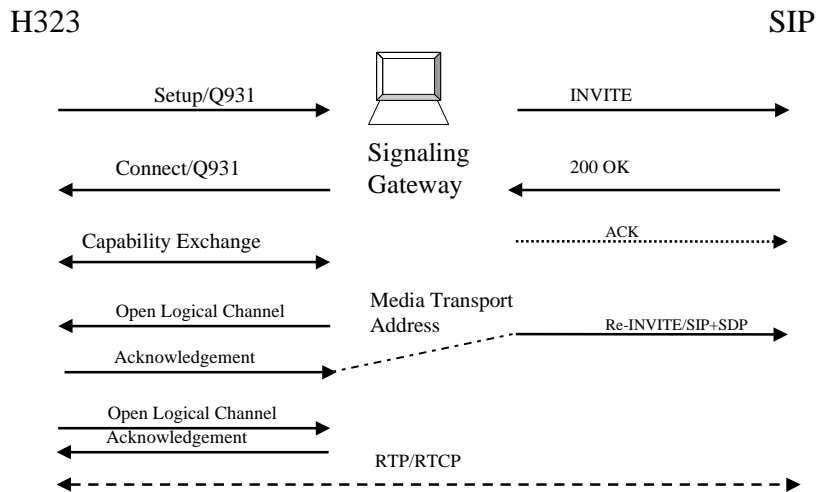 H323
SIP
Setup/Q931
INVITE
Signaling
Gateway
Connect/Q931
200 OK
Capability Exchange
ACK
Open Logical Channel
Media Transport
Address
Re-INVITE/SIP+SDP
Acknowledgement
Open Logical Channel
Acknowledgement
RTP/RTCP